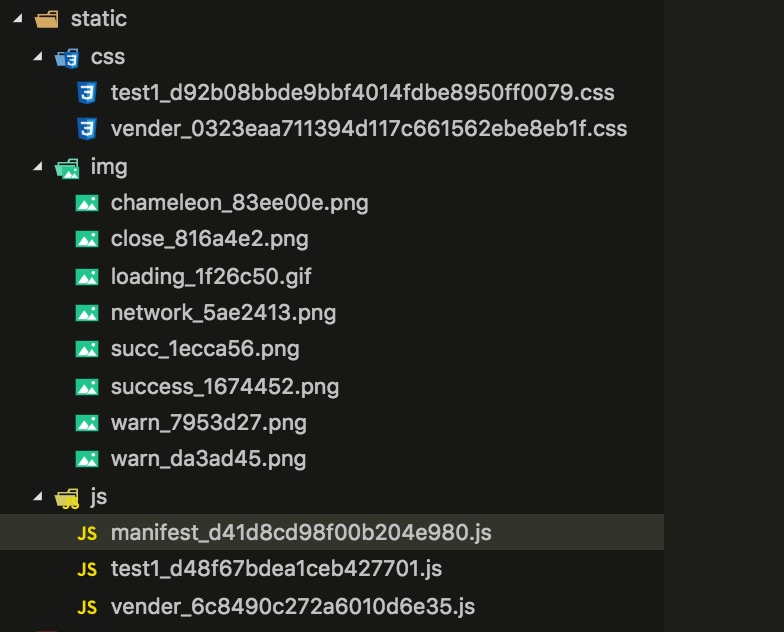 static
css
test1_d92b08bbde9bbf4014fdbe8950ff0079.css
vender_0323eaa711394d117c661562ebe8eb1f.css
img
chameleon_83ee00e.png
close_816a4e2.png
loading_1f26c50.gif
network_5ae2413.png
succ_1ecca56.png
success_1674452.png
warn_7953d27.png
warn_da3ad45.png
js
JS manifest_d41d8cd98f00b204e980.js
JS test1_d48f67bdea1ceb427701.js
JS vender_6c8490c272a6010d6e35.js